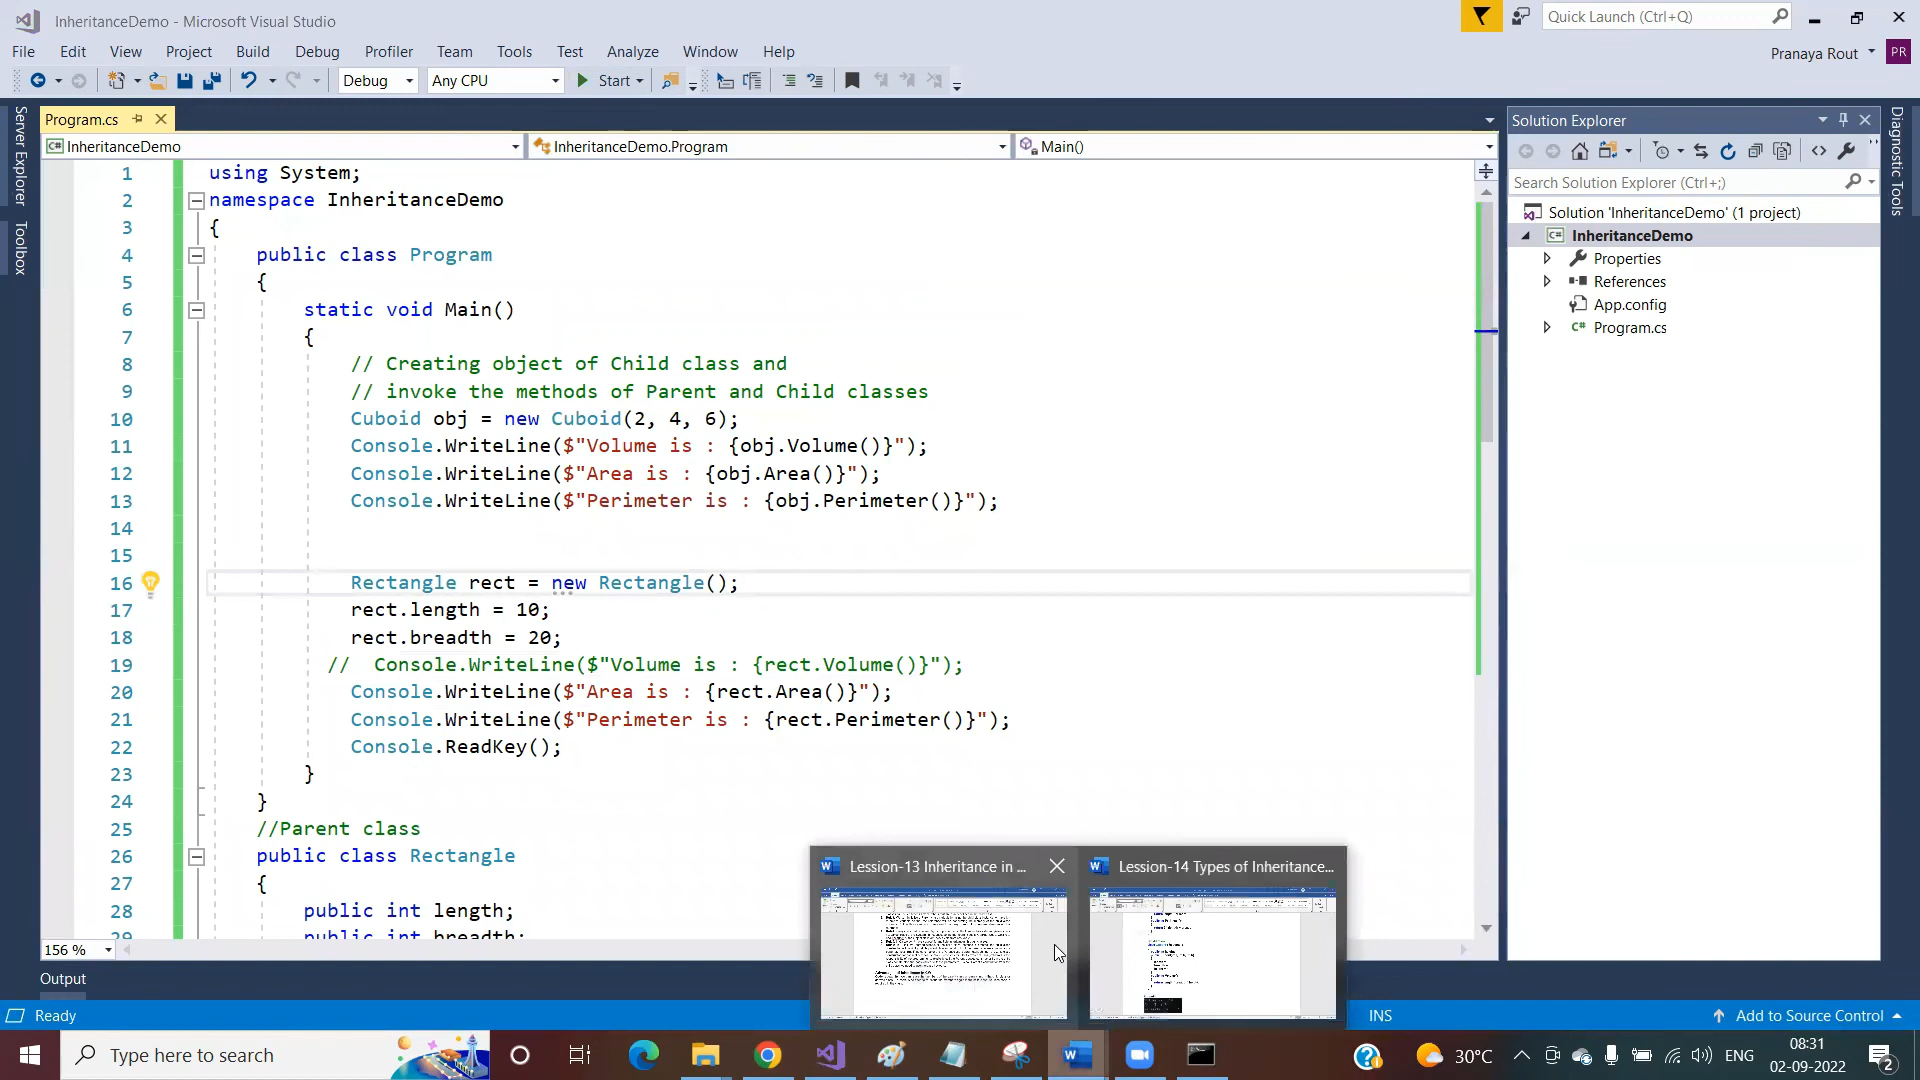 InheritanceDemo - Microsoft Visual Studio
Quick Launch (Ctrl+Q)
File Edit View Project Build Debug Profiler Team Tools Test Analyze Window Help
Pranaya Rout PR
Debug Any CPU Start
Server Explorer
Toolbox
Program.cs
InheritanceDemo InheritanceDemo.Program Main()
1 using System;
2 namespace InheritanceDemo
3 {
4 public class Program
5 {
6 static void Main()
7 {
8 // Creating object of Child class and
9 // invoke the methods of Parent and Child classes
10 Cuboid obj = new Cuboid(2, 4, 6);
11 Console.WriteLine($"Volume is : {obj.Volume()}");
12 Console.WriteLine($"Area is : {obj.Area()}");
13 Console.WriteLine($"Perimeter is : {obj.Perimeter()}");
14
15
16 Rectangle rect = new Rectangle();
17 rect.length = 10;
18 rect.breadth = 20;
19 // Console.WriteLine($"Volume is : {rect.Volume()}");
20 Console.WriteLine($"Area is : {rect.Area()}");
21 Console.WriteLine($"Perimeter is : {rect.Perimeter()}");
22 Console.ReadKey();
23 }
24 }
25 //Parent class
26 public class Rectangle
27 {
28 public int length;
29 public int breadth;
156 %
Solution Explorer
Search Solution Explorer (Ctrl+;)
Solution 'InheritanceDemo' (1 project)
InheritanceDemo
Properties
References
App.config
Program.cs
Diagnostic Tools
Lession-13 Inheritance in ...
Lession-14 Types of Inheritance...
Output
Ready
INS
Add to Source Control
Type here to search
30°C
ENG
08:31
02-09-2022
2